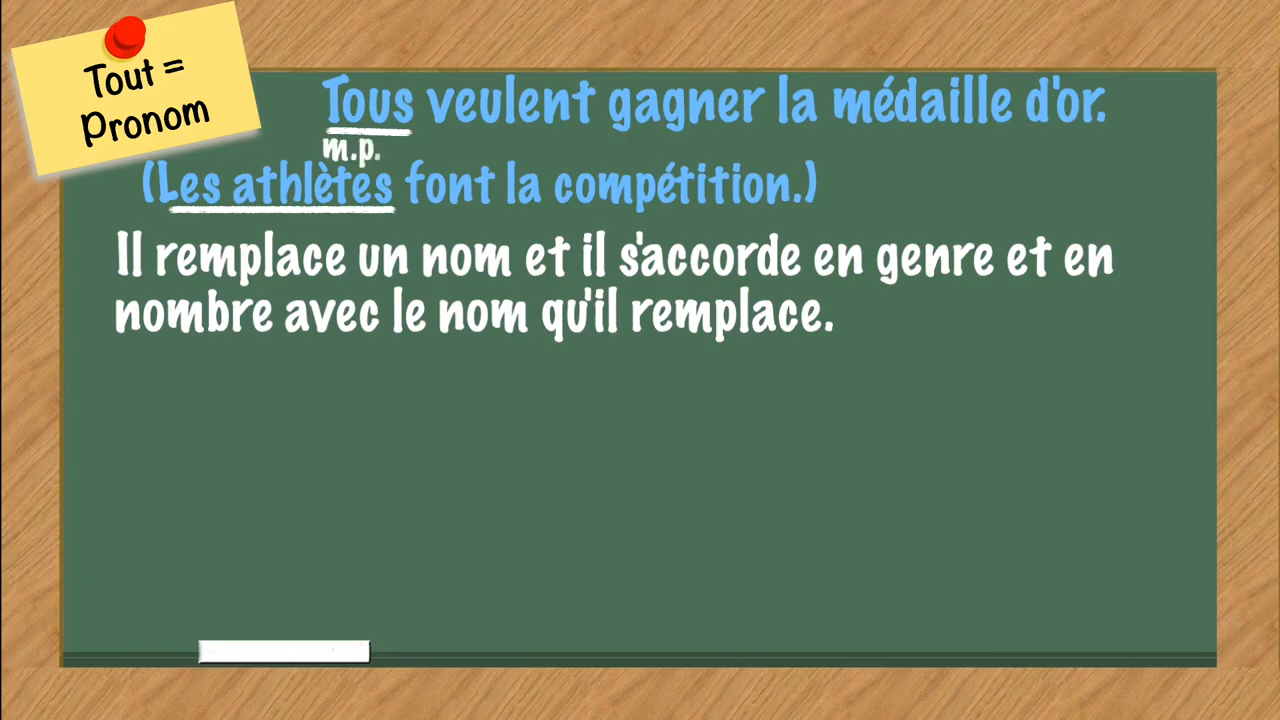 Tout =
Pronom
Tous veulent gagner la médaille d'or.
m.p.
(Les athlètes font la compétition.)
Il remplace un nom et il s'accorde en genre et en
nombre avec le nom qu'il remplace.